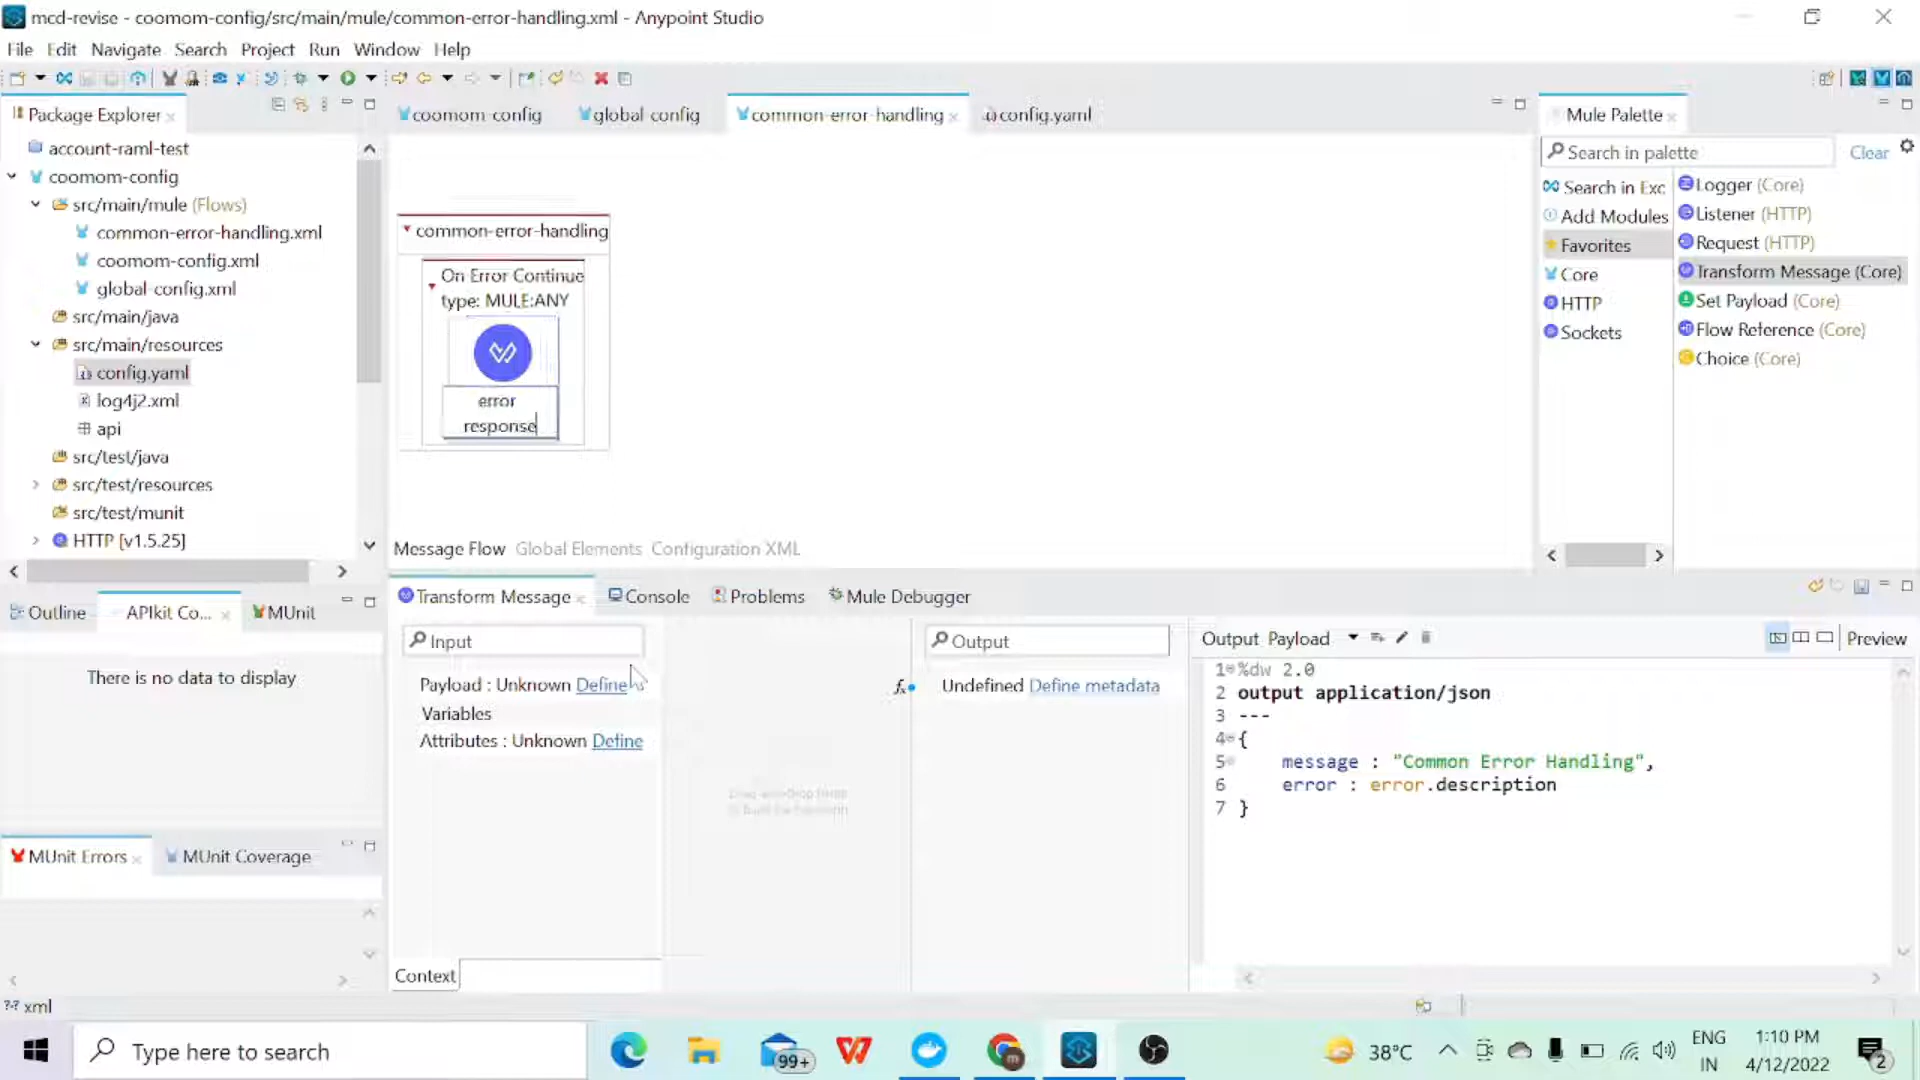 mcd-revise - coomom-config/src/main/mule/common-error-handling.xml - Anypoint Studio
File Edit Navigate Search Project Run Window Help
Package Explorer
account-raml-test
coomom-config
src/main/mule (Flows)
common-error-handling.xml
coomom-config.xml
global-config.xml
src/main/java
src/main/resources
config.yaml
log4j2.xml
api
src/test/java
src/test/resources
src/test/munit
HTTP [v1.5.25]
coomom-config
global-config
common-error-handling
config.yaml
common-error-handling
On Error Continue
type: MULE:ANY
error
response
Message Flow Global Elements Configuration XML
Mule Palette
Search in palette
Clear
Search in Exc
Add Modules
Favorites
Core
HTTP
Sockets
Logger (Core)
Listener (HTTP)
Request (HTTP)
Transform Message (Core)
Set Payload (Core)
Flow Reference (Core)
Choice (Core)
Outline
APIkit Co...
MUnit
There is no data to display
MUnit Errors
MUnit Coverage
Transform Message
Console
Problems
Mule Debugger
Input
Payload : Unknown Define
Variables
Attributes : Unknown Define
Context
Drag and drop fields
to build the transform
Output
Undefined Define metadata
Output Payload
Preview
1 %dw 2.0
2 output application/json
3 ---
4 {
5 message : "Common Error Handling",
6 error : error.description
7 }
xml
Type here to search
99+
38°C
ENG
IN
1:10 PM
4/12/2022
2